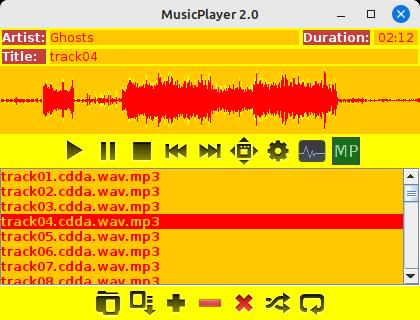 MusicPlayer 2.0
Artist: Ghosts Duration: 02:12
Title: track04
MP
track01.cdda.wav.mp3
track02.cdda.wav.mp3
track03.cdda.wav.mp3
track04.cdda.wav.mp3
track05.cdda.wav.mp3
track06.cdda.wav.mp3
track07.cdda.wav.mp3
track08.cdda.wav.mp3